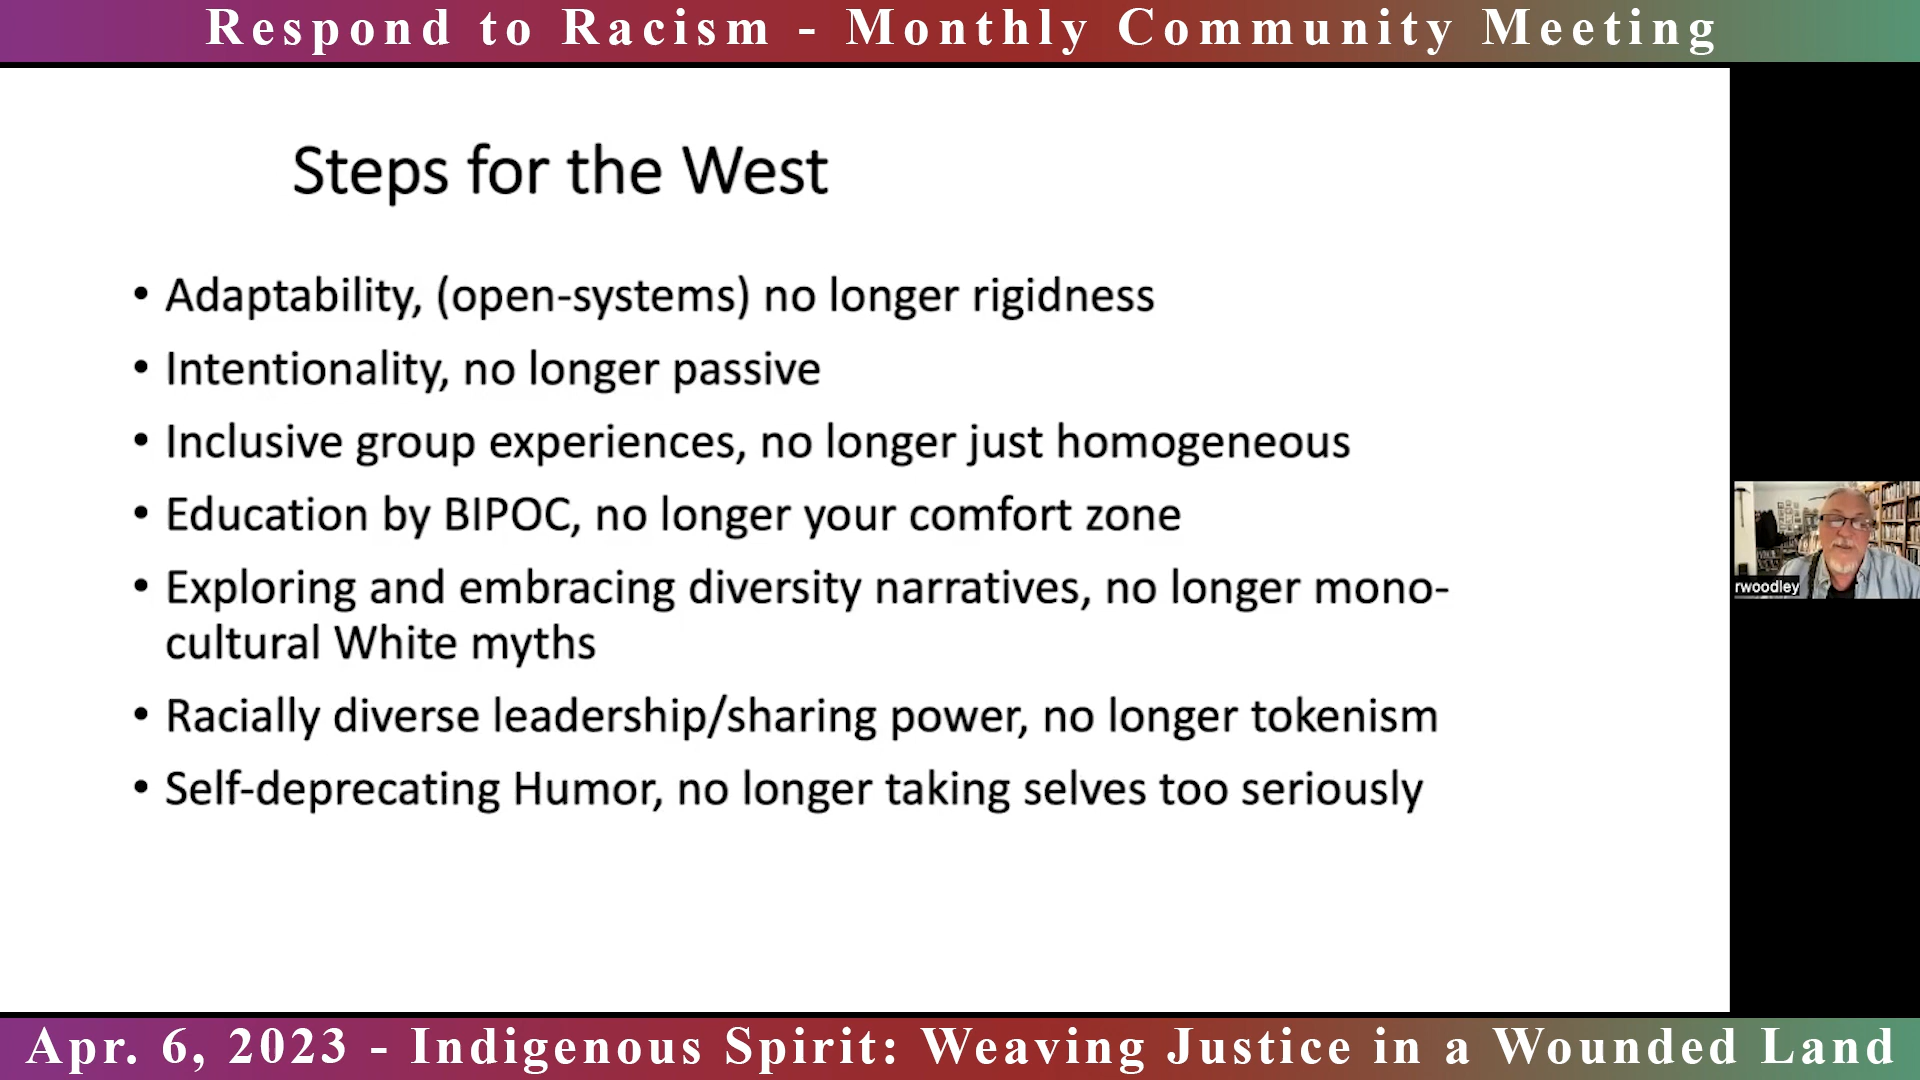 Respond to Racism - Monthly Community Meeting
Steps for the West
• Adaptability, (open-systems) no longer rigidness
• Intentionality, no longer passive
• Inclusive group experiences, no longer just homogeneous
• Education by BIPOC, no longer your comfort zone
• Exploring and embracing diversity narratives, no longer mono-
cultural White myths
• Racially diverse leadership/sharing power, no longer tokenism
• Self-deprecating Humor, no longer taking selves too seriously
rwoodley
Apr. 6, 2023 - Indigenous Spirit: Weaving Justice in a Wounded Land